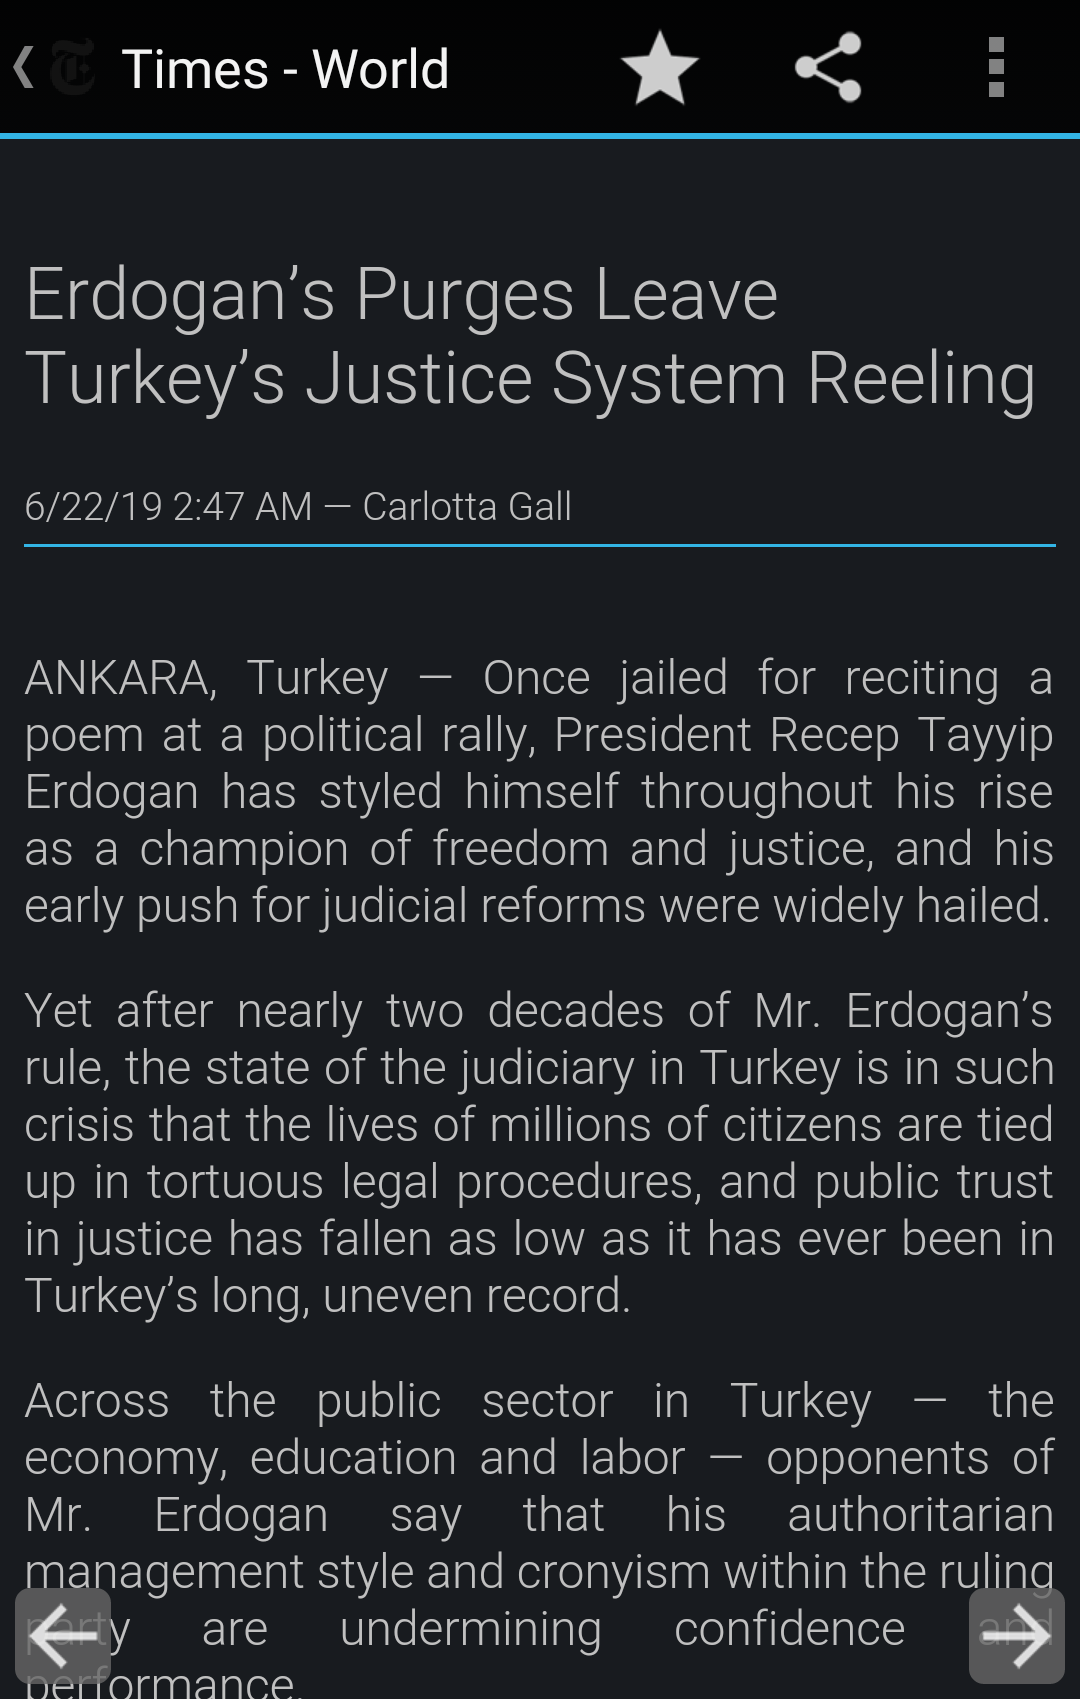 Times - World
Erdogan’s Purges Leave
Turkey’s Justice System Reeling
6/22/19 2:47 AM — Carlotta Gall
ANKARA, Turkey — Once jailed for reciting a
poem at a political rally, President Recep Tayyip
Erdogan has styled himself throughout his rise
as a champion of freedom and justice, and his
early push for judicial reforms were widely hailed.
Yet after nearly two decades of Mr. Erdogan’s
rule, the state of the judiciary in Turkey is in such
crisis that the lives of millions of citizens are tied
up in tortuous legal procedures, and public trust
in justice has fallen as low as it has ever been in
Turkey’s long, uneven record.
Across the public sector in Turkey — the
economy, education and labor — opponents of
Mr. Erdogan say that his authoritarian
management style and cronyism within the ruling
party are undermining confidence and
performance.